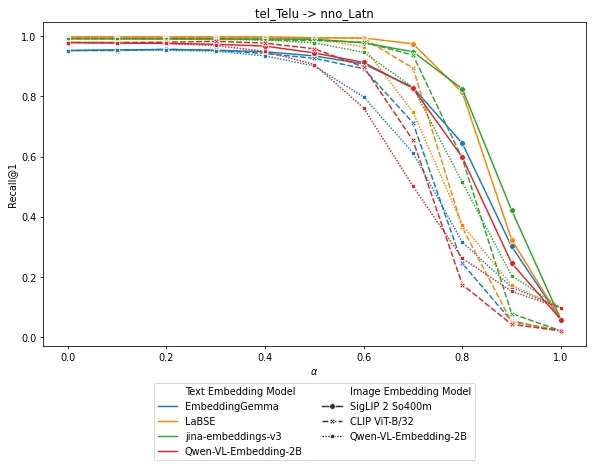 tel_Telu -> nno_Latn
1.0
0.8
0.6
0.4
0.2
0.0
Recall@1
0.0 0.2 0.4 0.6 0.8 1.0
α
Text Embedding Model Image Embedding Model
EmbeddingGemma SigLIP 2 So400m
LaBSE CLIP ViT-B/32
jina-embeddings-v3 Qwen-VL-Embedding-2B
Qwen-VL-Embedding-2B